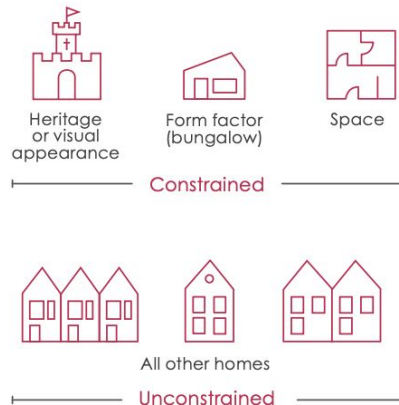 Heritage
or visual
appearance
Form factor
(bungalow)
Space
Constrained
All other homes
Unconstrained